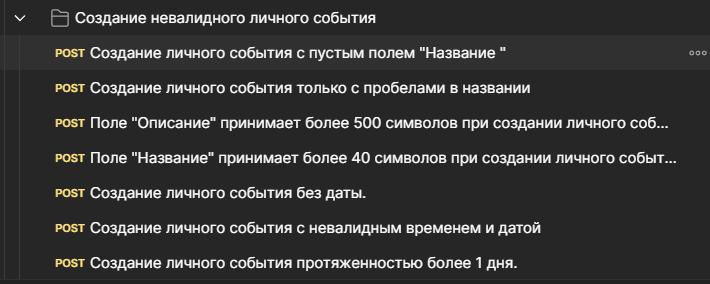 Создание невалидного личного события
POST Создание личного события с пустым полем "Название "
POST Создание личного события только с пробелами в названии
POST Поле "Описание" принимает более 500 символов при создании личного соб...
POST Поле "Название" принимает более 40 символов при создании личного событ...
POST Создание личного события без даты.
POST Создание личного события с невалидным временем и датой
POST Создание личного события протяженностью более 1 дня.